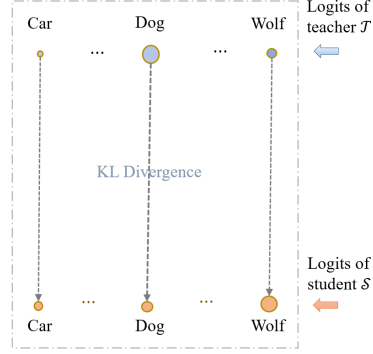 Car ... Dog ... Wolf
Logits of
teacher 𝒯
KL Divergence
Logits of
student 𝒮
... ...
Car Dog Wolf